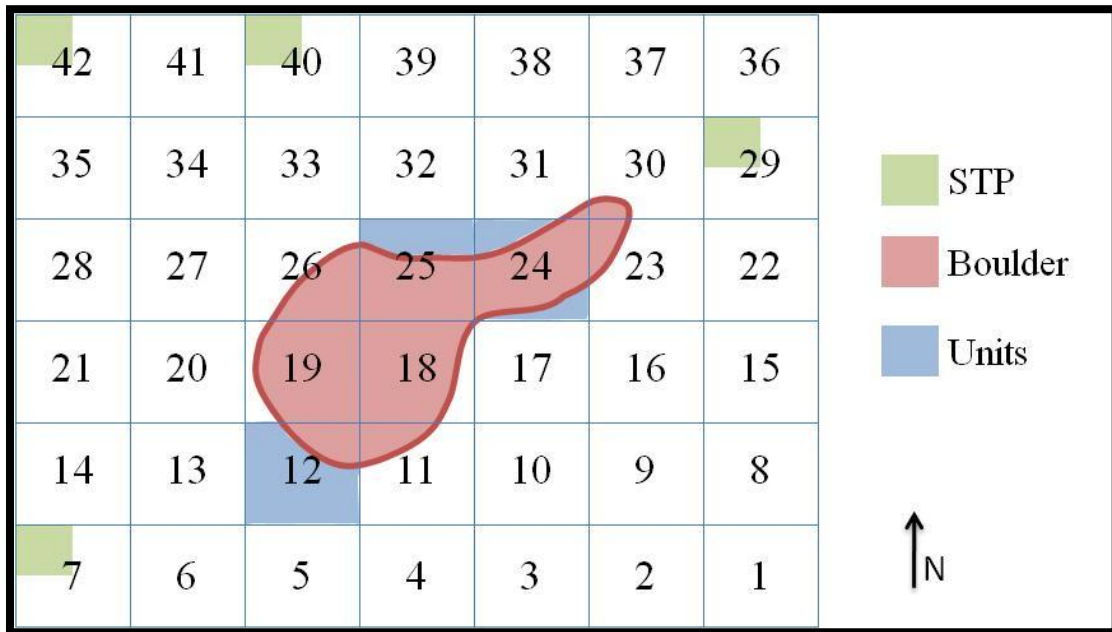 42 41 40 39 38 37 36
35 34 33 32 31 30 29
STP
28 27 26 25 24 23 22
Boulder
21 20 19 18 17 16 15
Units
14 13 12 11 10 9 8
7 6 5 4 3 2 1
N